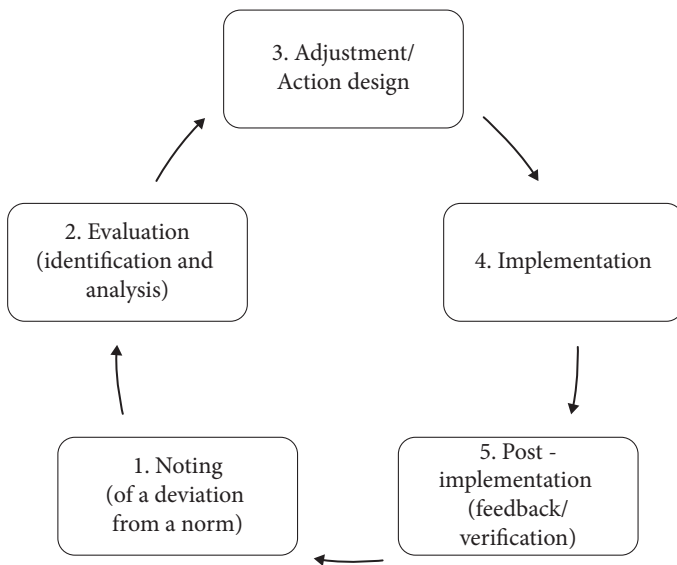 3. Adjustment/
Action design
2. Evaluation
(identification and
analysis)
4. Implementation
1. Noting
(of a deviation
from a norm)
5. Post -
implementation
(feedback/
verification)